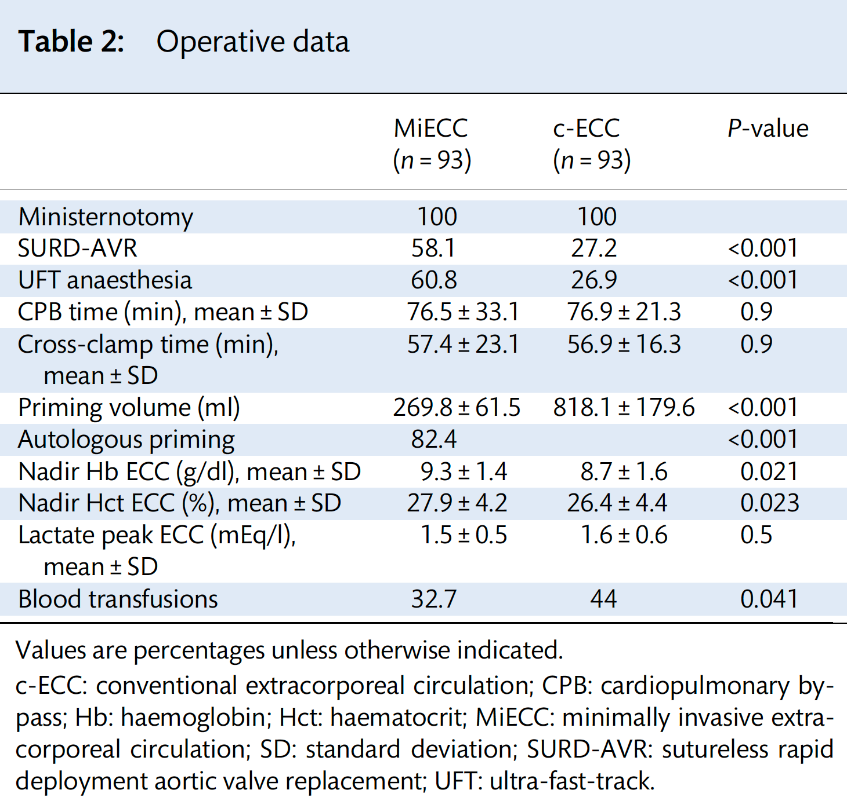 Table 2: Operative data
MiECC c-ECC P-value
(n = 93) (n = 93)
Ministernotomy 100 100
SURD-AVR 58.1 27.2 <0.001
UFT anaesthesia 60.8 26.9 <0.001
CPB time (min), mean ± SD 76.5 ± 33.1 76.9 ± 21.3 0.9
Cross-clamp time (min), 57.4 ± 23.1 56.9 ± 16.3 0.9
mean ± SD
Priming volume (ml) 269.8 ± 61.5 818.1 ± 179.6 <0.001
Autologous priming 82.4 <0.001
Nadir Hb ECC (g/dl), mean ± SD 9.3 ± 1.4 8.7 ± 1.6 0.021
Nadir Hct ECC (%), mean ± SD 27.9 ± 4.2 26.4 ± 4.4 0.023
Lactate peak ECC (mEq/l), 1.5 ± 0.5 1.6 ± 0.6 0.5
mean ± SD
Blood transfusions 32.7 44 0.041
Values are percentages unless otherwise indicated.
c-ECC: conventional extracorporeal circulation; CPB: cardiopulmonary by-
pass; Hb: haemoglobin; Hct: haematocrit; MiECC: minimally invasive extra-
corporeal circulation; SD: standard deviation; SURD-AVR: sutureless rapid
deployment aortic valve replacement; UFT: ultra-fast-track.